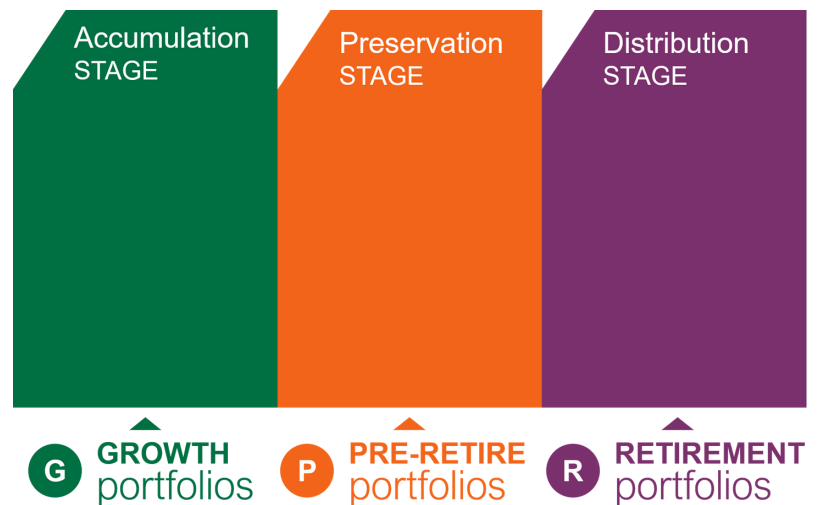 Accumulation
STAGE
Preservation
STAGE
Distribution
STAGE
G
GROWTH
portfolios
P
PRE-RETIRE
portfolios
R
RETIREMENT
portfolios